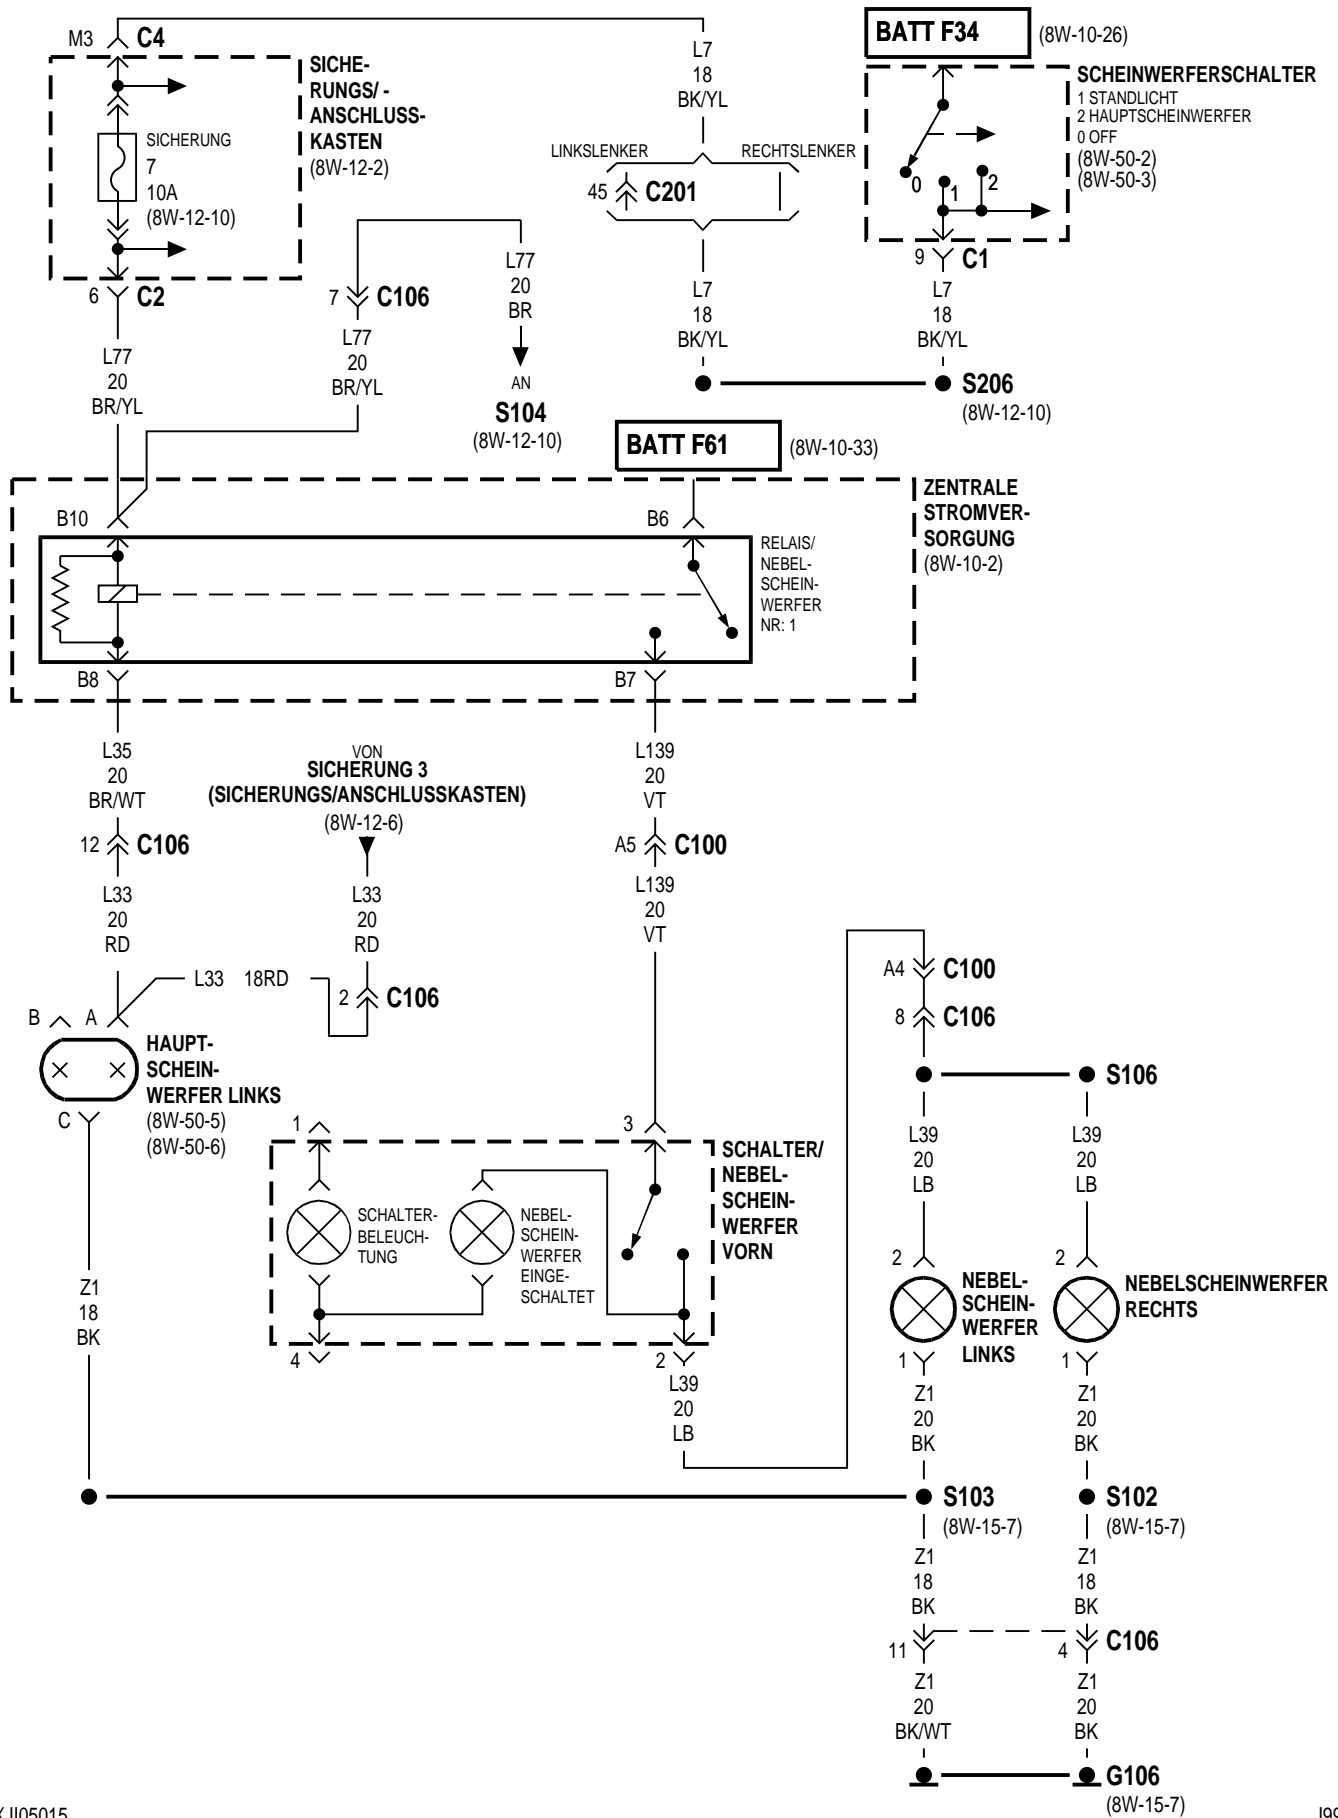 M3
C4
SICHE-
RUNGS/ -
ANSCHLUSS-
KASTEN
(8W-12-2)
SICHERUNG
7
10A
(8W-12-10)
6
C2
L77
20
BR/YL
7
C106
L77
20
BR/YL
L77
20
BR
AN
S104
(8W-12-10)
L7
18
BK/YL
LINKSLENKER
RECHTSLENKER
45
C201
L7
18
BK/YL
BATT F34
(8W-10-26)
SCHEINWERFERSCHALTER
1 STANDLICHT
2 HAUPTSCHEINWERFER
0 OFF
(8W-50-2)
(8W-50-3)
0
1
2
9
C1
L7
18
BK/YL
S206
(8W-12-10)
BATT F61
(8W-10-33)
ZENTRALE
STROMVER-
SORGUNG
(8W-10-2)
B10
B6
RELAIS/
NEBEL-
SCHEIN-
WERFER
NR: 1
B8
B7
L35
20
BR/WT
12
C106
L33
20
RD
VON
SICHERUNG 3
(SICHERUNGS/ANSCHLUSSKASTEN)
(8W-12-6)
L33
20
RD
L33 18RD
2
C106
L139
20
VT
A5
C100
L139
20
VT
A4
C100
8
C106
S106
B
A
HAUPT-
SCHEIN-
WERFER LINKS
(8W-50-5)
(8W-50-6)
C
1
3
SCHALTER/
NEBEL-
SCHEIN-
WERFER
VORN
SCHALTER-
BELEUCH-
TUNG
NEBEL-
SCHEIN-
WERFER
EINGE-
SCHALTET
4
2
L39
20
LB
L39
20
LB
L39
20
LB
2
2
NEBEL-
SCHEIN-
WERFER
LINKS
NEBELSCHEINWERFER
RECHTS
1
1
Z1
18
BK
Z1
20
BK
Z1
20
BK
S103
(8W-15-7)
S102
(8W-15-7)
Z1
18
BK
Z1
18
BK
11
4
C106
Z1
20
BK/WT
Z1
20
BK
G106
(8W-15-7)